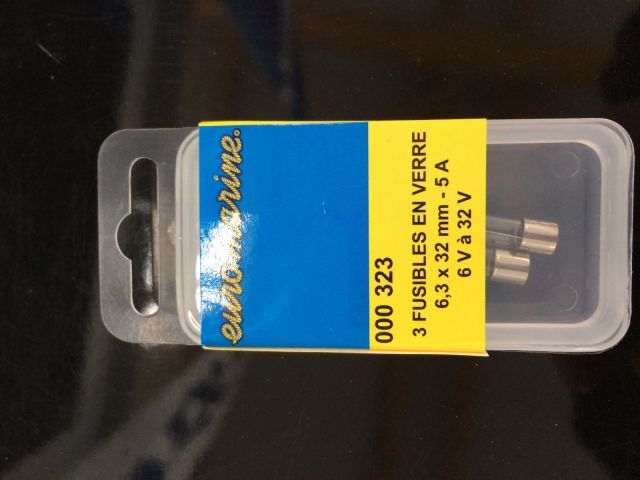 euromarine.
000 323
3 FUSIBLES EN VERRE
6,3 x 32 mm - 5 A
6 V à 32 V